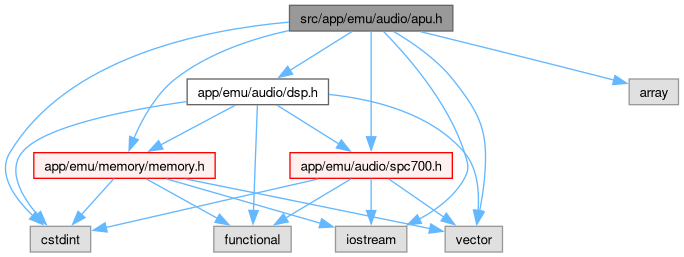 src/app/emu/audio/apu.h
app/emu/audio/dsp.h
array
app/emu/memory/memory.h
app/emu/audio/spc700.h
cstdint
functional
iostream
vector